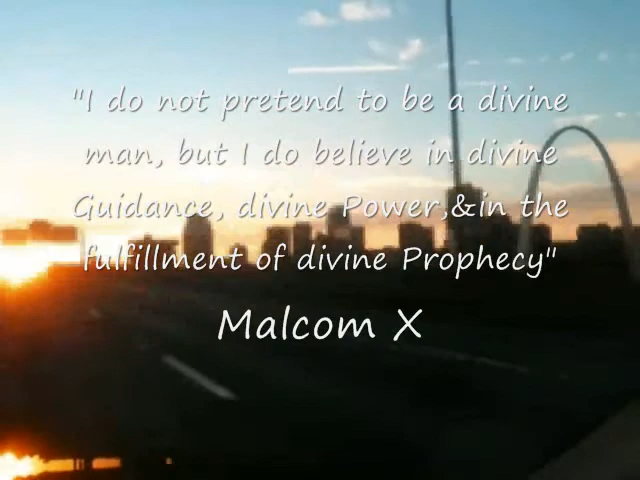 "I do not pretend to be a divine
man, but I do believe in divine
Guidance, divine Power,&in the
fulfillment of divine Prophecy"
Malcom X